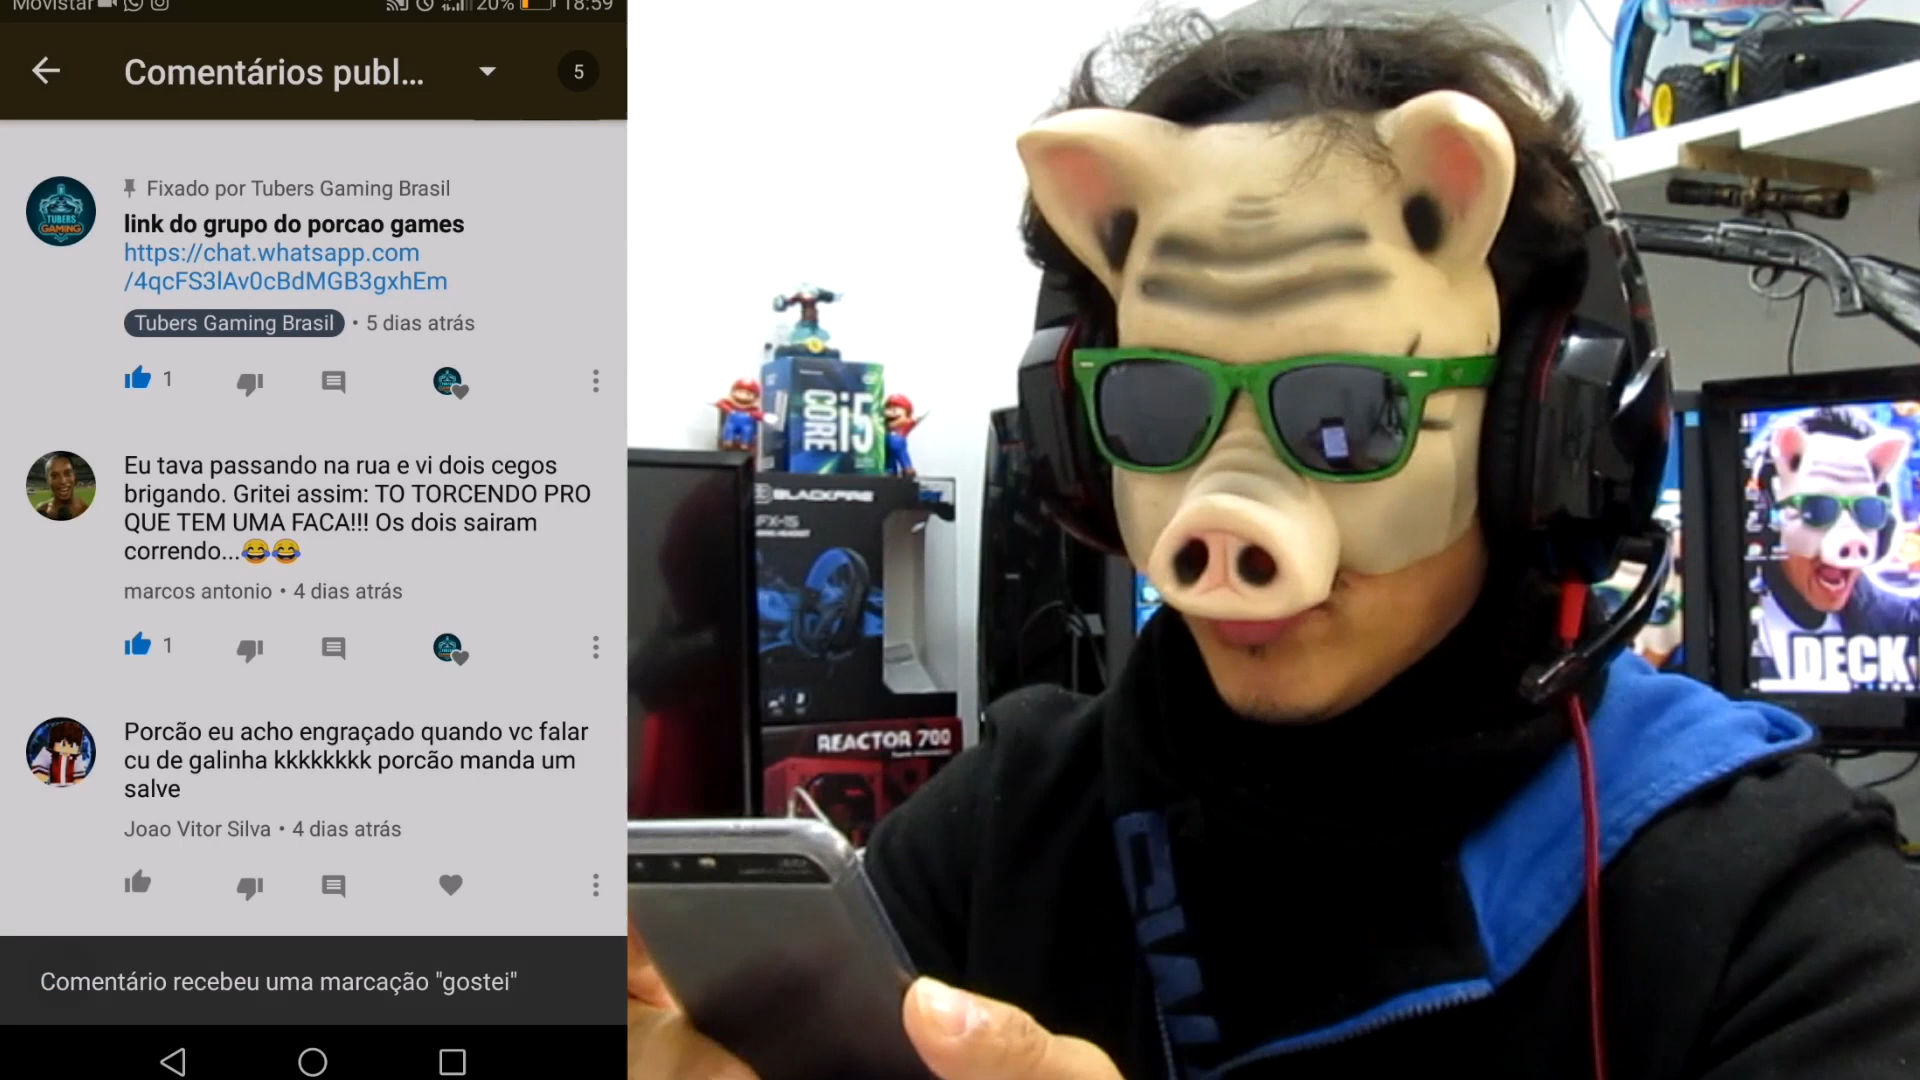 Movistar 20% 18:59
Comentários publ... 5
Fixado por Tubers Gaming Brasil
TUBERS
GAMING
link do grupo do porcao games
https://chat.whatsapp.com
/4qcFS3lAv0cBdMGB3gxhEm
Tubers Gaming Brasil • 5 dias atrás
1
Eu tava passando na rua e vi dois cegos
brigando. Gritei assim: TO TORCENDO PRO
QUE TEM UMA FACA!!! Os dois sairam
correndo...😂😂
marcos antonio • 4 dias atrás
1
Porcão eu acho engraçado quando vc falar
cu de galinha kkkkkkkk porcão manda um
salve
Joao Vitor Silva • 4 dias atrás
Comentário recebeu uma marcação "gostei"
CORE i5
BLACKFIRE
REACTOR 700
DECK